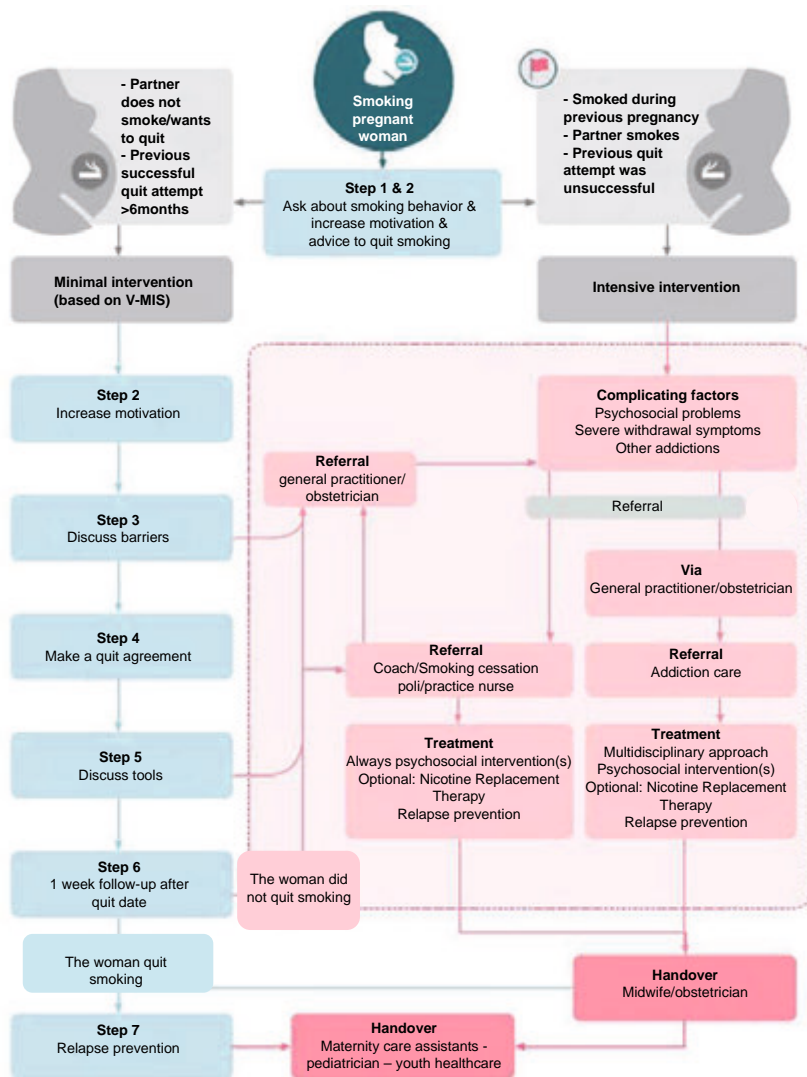 Smoking
pregnant
woman
- Partner
does not
smoke/wants
to quit
- Previous
successful
quit attempt
>6months
- Smoked during
previous pregnancy
- Partner smokes
- Previous quit
attempt was
unsuccessful
Step 1 & 2
Ask about smoking behavior &
increase motivation &
advice to quit smoking
Minimal intervention
(based on V-MIS)
Intensive intervention
Step 2
Increase motivation
Complicating factors
Psychosocial problems
Severe withdrawal symptoms
Other addictions
Referral
general practitioner/
obstetrician
Referral
Step 3
Discuss barriers
Via
General practitioner/obstetrician
Step 4
Make a quit agreement
Referral
Coach/Smoking cessation
poli/practice nurse
Referral
Addiction care
Step 5
Discuss tools
Treatment
Always psychosocial intervention(s)
Optional: Nicotine Replacement
Therapy
Relapse prevention
Treatment
Multidisciplinary approach
Psychosocial intervention(s)
Optional: Nicotine Replacement
Therapy
Relapse prevention
Step 6
1 week follow-up after
quit date
The woman did
not quit smoking
The woman quit
smoking
Handover
Midwife/obstetrician
Step 7
Relapse prevention
Handover
Maternity care assistants -
pediatrician – youth healthcare